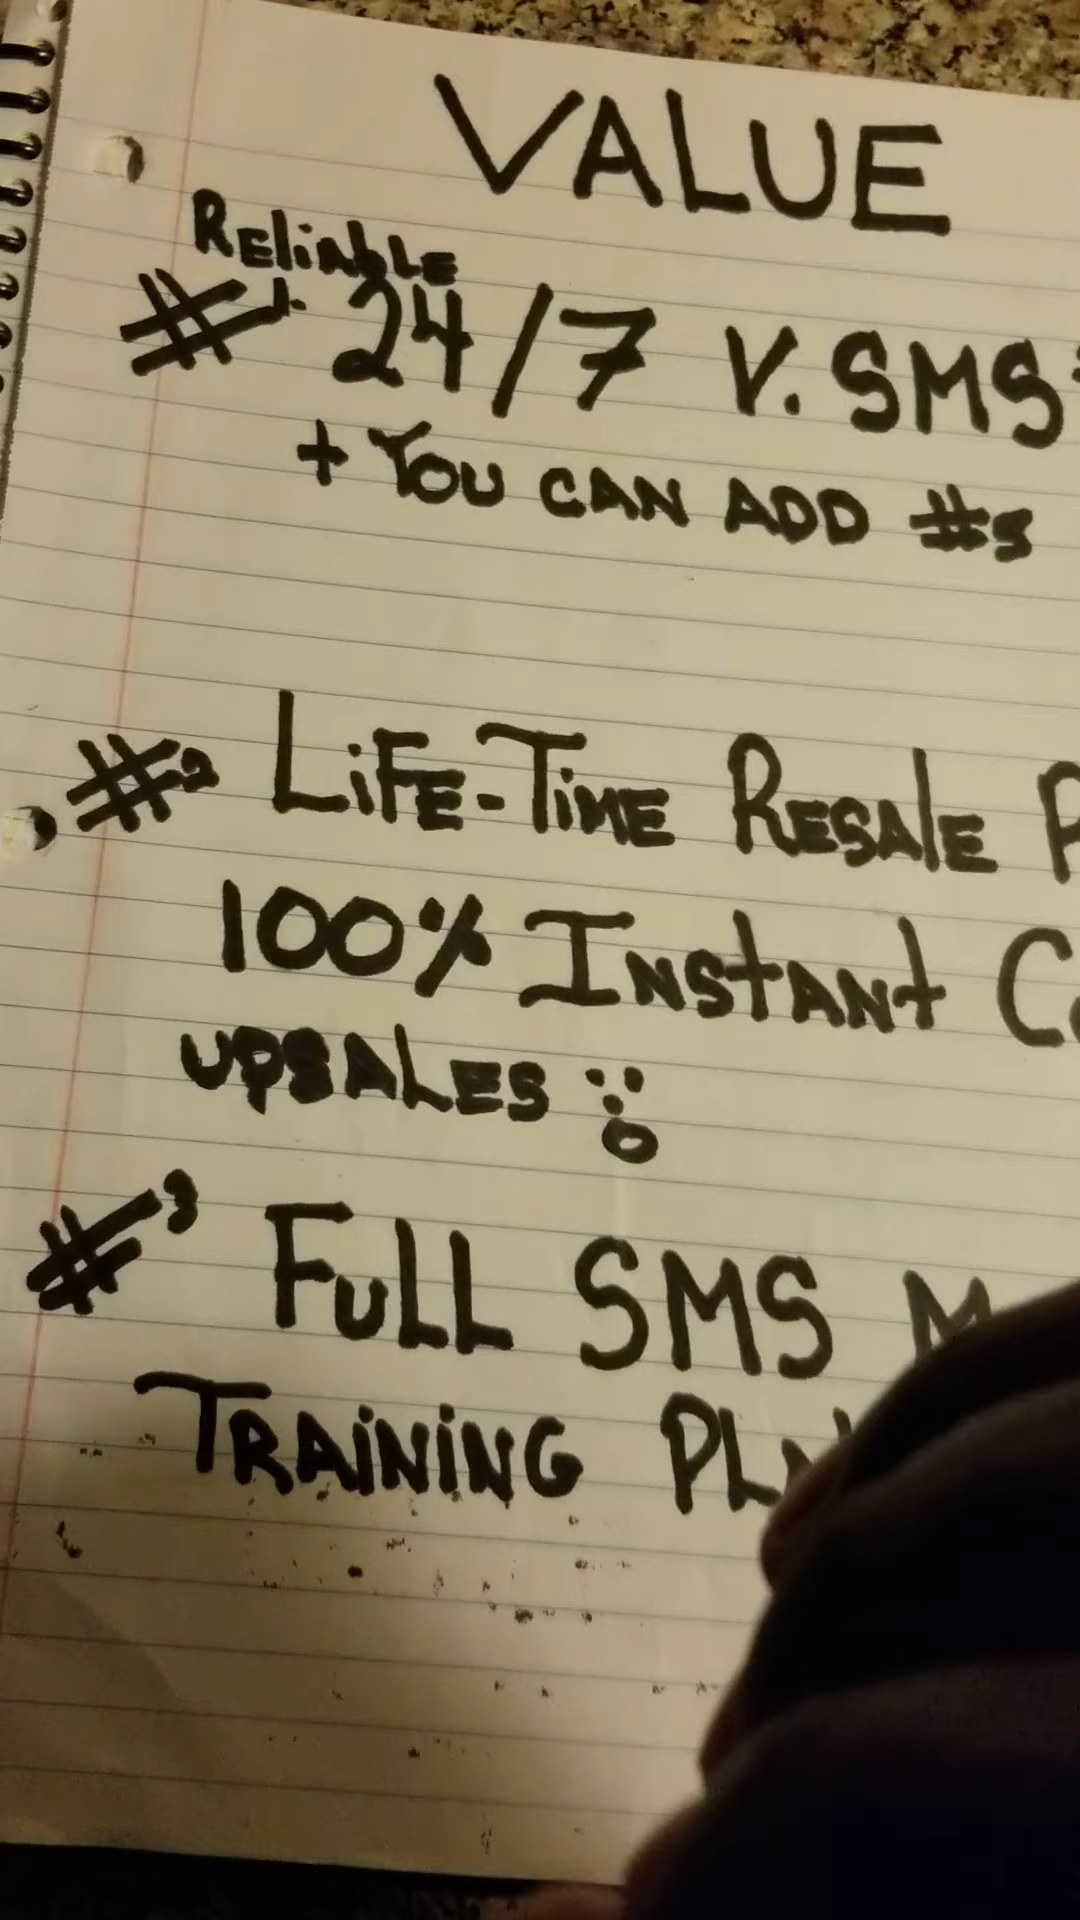 VALUE
Reliable
#1. 24/7 V. SMS
+ You CAN ADD #s
#2 LiFE-TiME RESAlE
100% INStANt
UPSALES
#3 FuLL SMS
TRAiNiNG